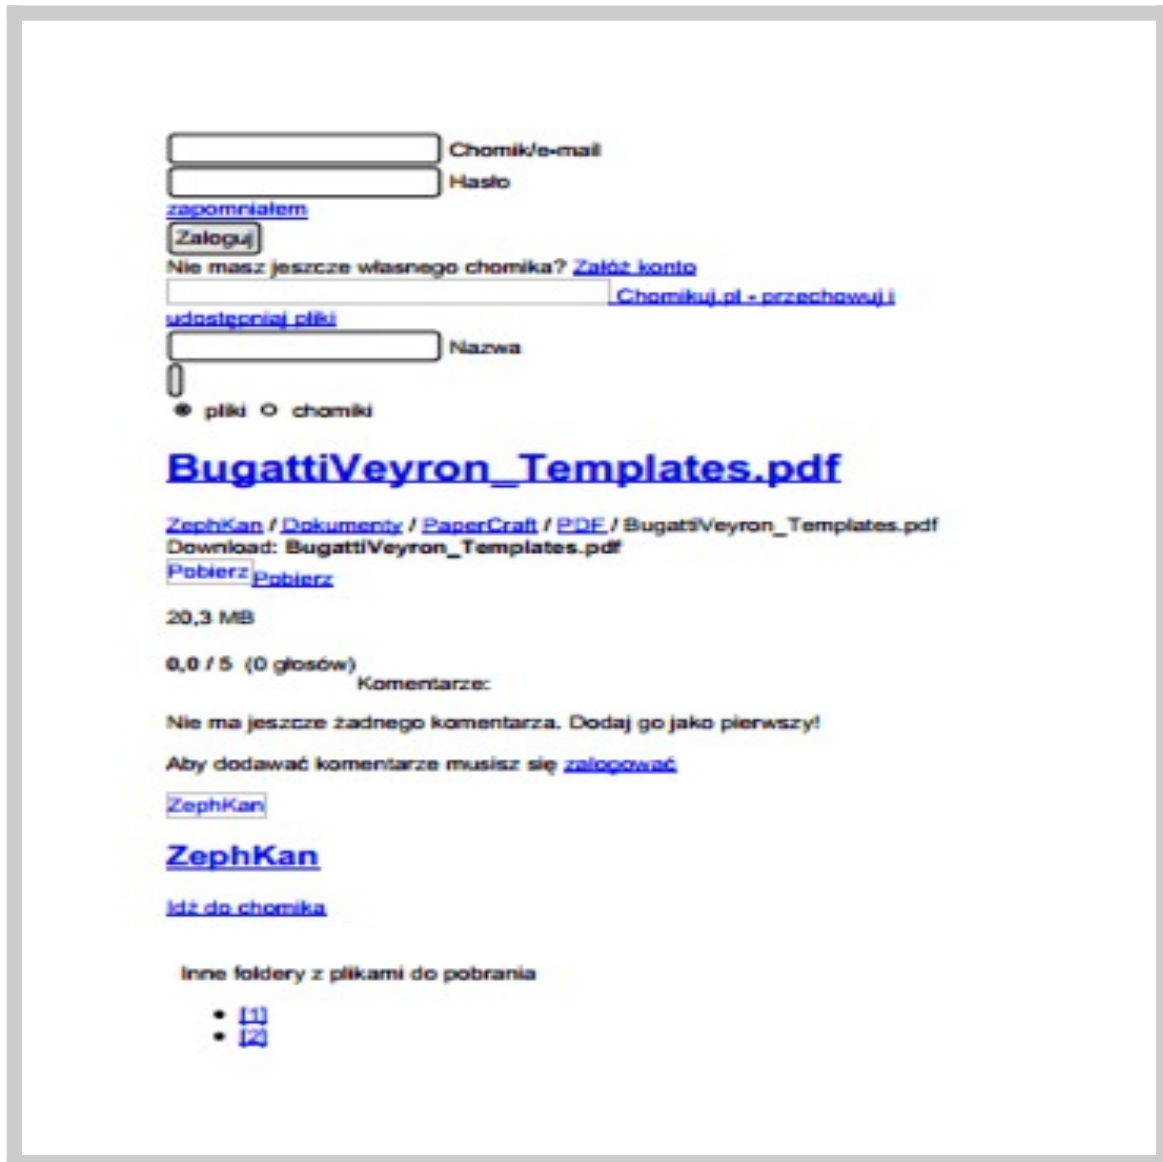 Chomik/e-mail
Hasło
zapomniałem
Zaloguj
Nie masz jeszcze własnego chomika? Załóż konto
Chomikuj.pl - przechowuj i
udostępniaj pliki
Nazwa
pliki chomiki
BugattiVeyron_Templates.pdf
ZephKan / Dokumenty / PaperCraft / PDF / BugattiVeyron_Templates.pdf
Download: BugattiVeyron_Templates.pdf
Pobierz Pobierz
20,3 MB
0,0 / 5 (0 głosów)
Komentarze:
Nie ma jeszcze żadnego komentarza. Dodaj go jako pierwszy!
Aby dodawać komentarze musisz się zalogować
ZephKan
ZephKan
Idź do chomika
Inne foldery z plikami do pobrania
[1]
[2]